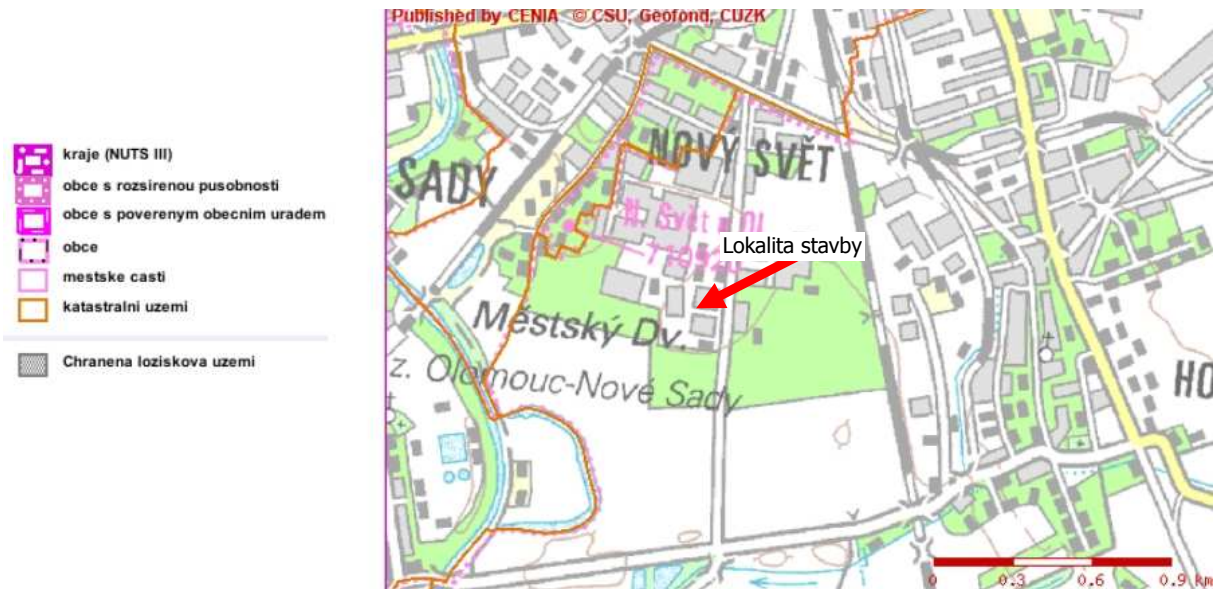 Published by CENIA © CSU, Geofond, CUZK
kraje (NUTS III)
obce s rozsirenou pusobnosti
obce s poverenym obecnim uradem
obce
mestske casti
katastralni uzemi
Chranena loziskova uzemi
SADY
NOVÝ SVĚT
N. Svět
Lokalita stavby
Městský Dv.
z. Olomouc-Nové Sady
HO
0 0.3 0.6 0.9 km